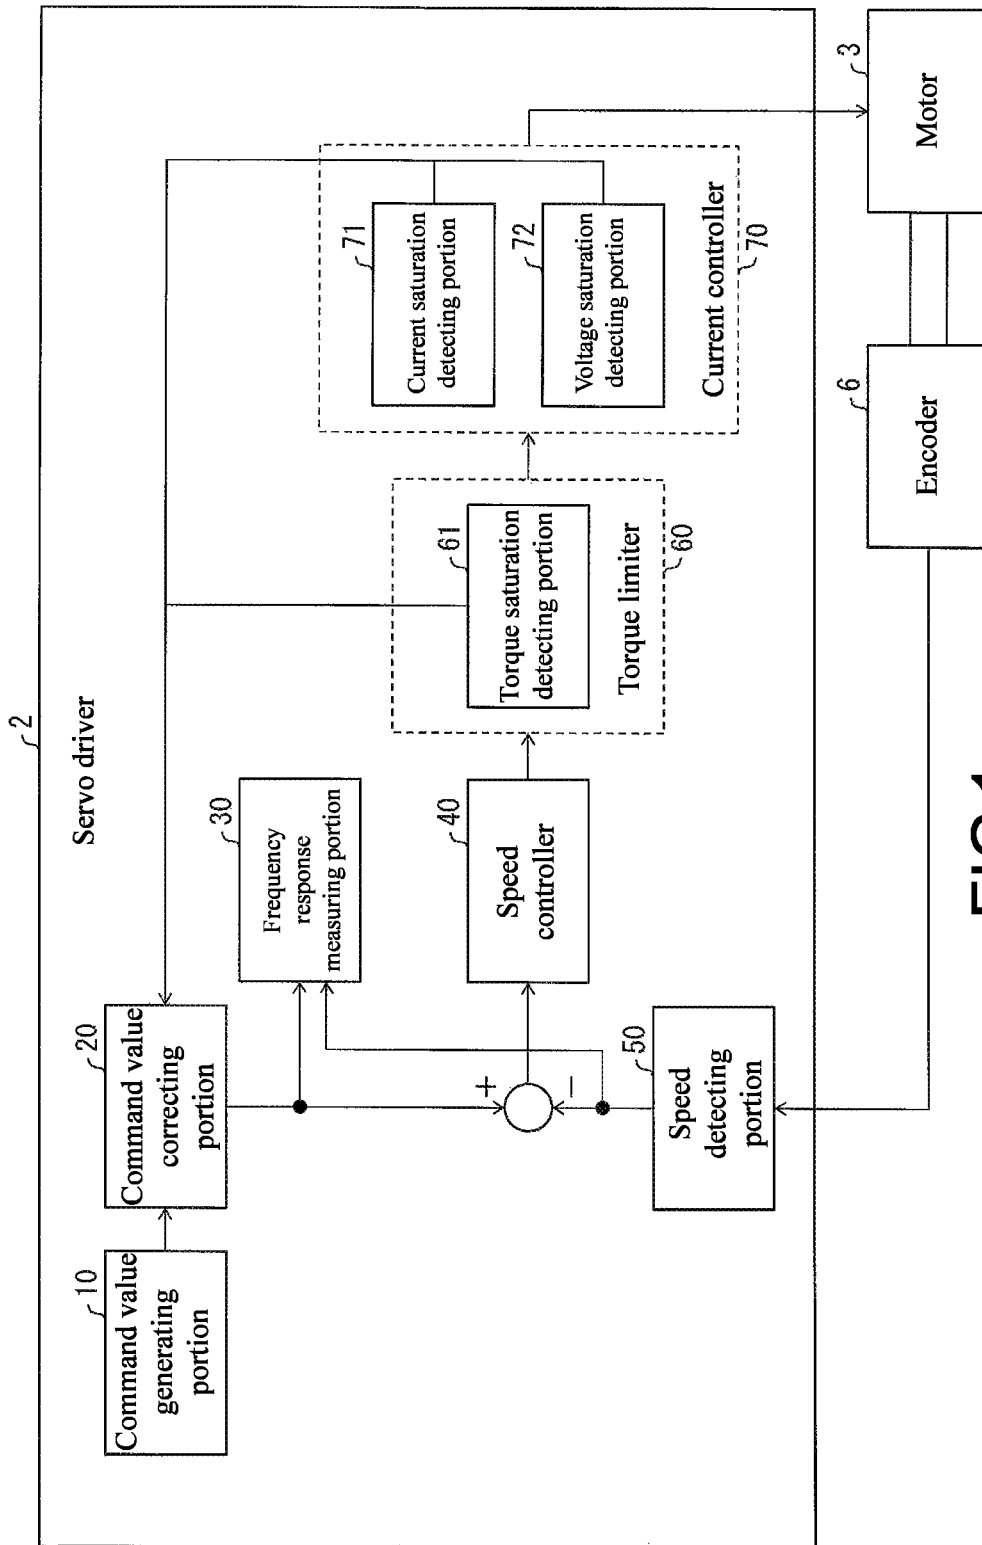 2
Servo driver
10
Command value
generating
portion
20
Command value
correcting
portion
30
Frequency
response
measuring portion
+
−
40
Speed
controller
50
Speed
detecting
portion
61
Torque saturation
detecting portion
Torque limiter
60
71
Current saturation
detecting portion
72
Voltage saturation
detecting portion
Current controller
70
6
Encoder
3
Motor